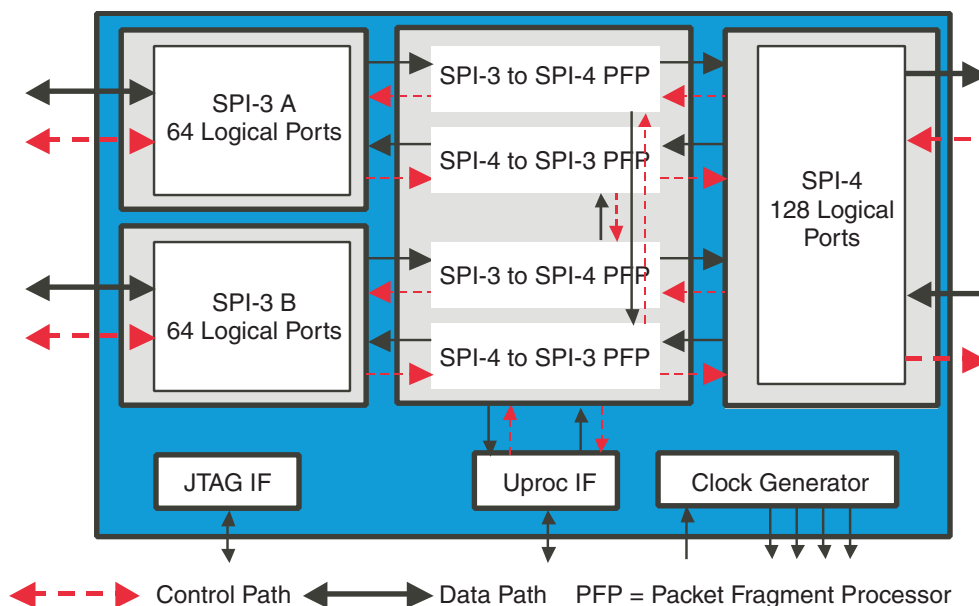 SPI-3 A
64 Logical Ports
SPI-3 to SPI-4 PFP
SPI-4 to SPI-3 PFP
SPI-4
128 Logical
Ports
SPI-3 B
64 Logical Ports
SPI-3 to SPI-4 PFP
SPI-4 to SPI-3 PFP
JTAG IF
Uproc IF
Clock Generator
Control Path
Data Path
PFP = Packet Fragment Processor